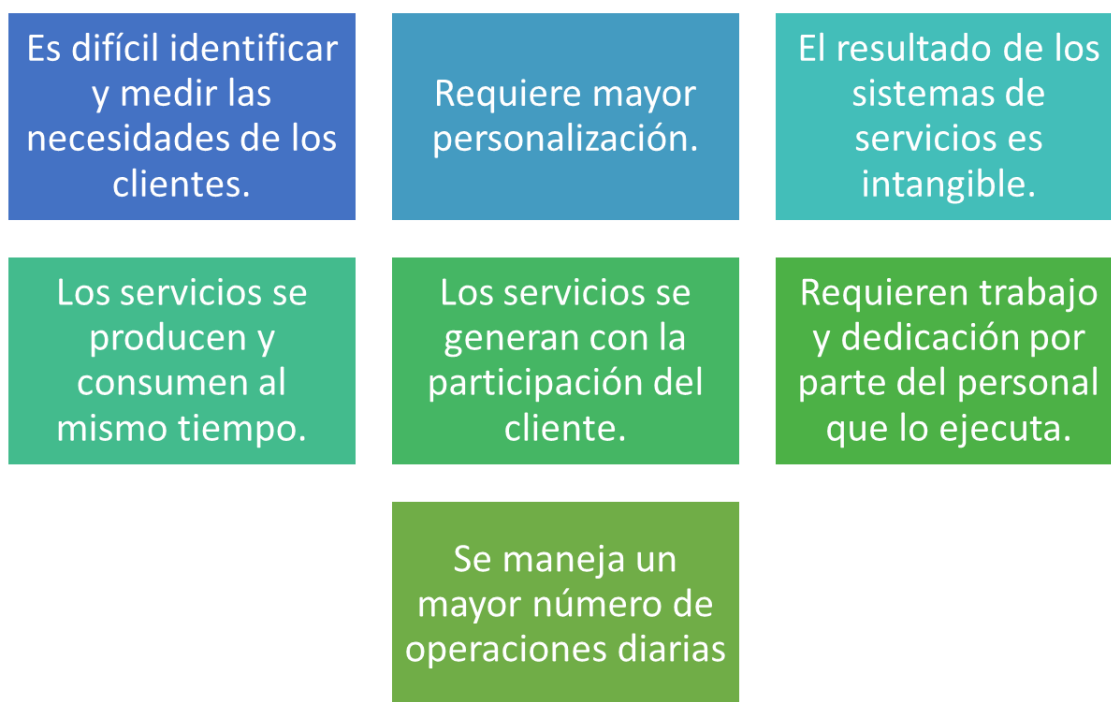 Es difícil identificar
y medir las
necesidades de los
clientes.
Requiere mayor
personalización.
El resultado de los
sistemas de
servicios es
intangible.
Los servicios se
producen y
consumen al
mismo tiempo.
Los servicios se
generan con la
participación del
cliente.
Requieren trabajo
y dedicación por
parte del personal
que lo ejecuta.
Se maneja un
mayor número de
operaciones diarias